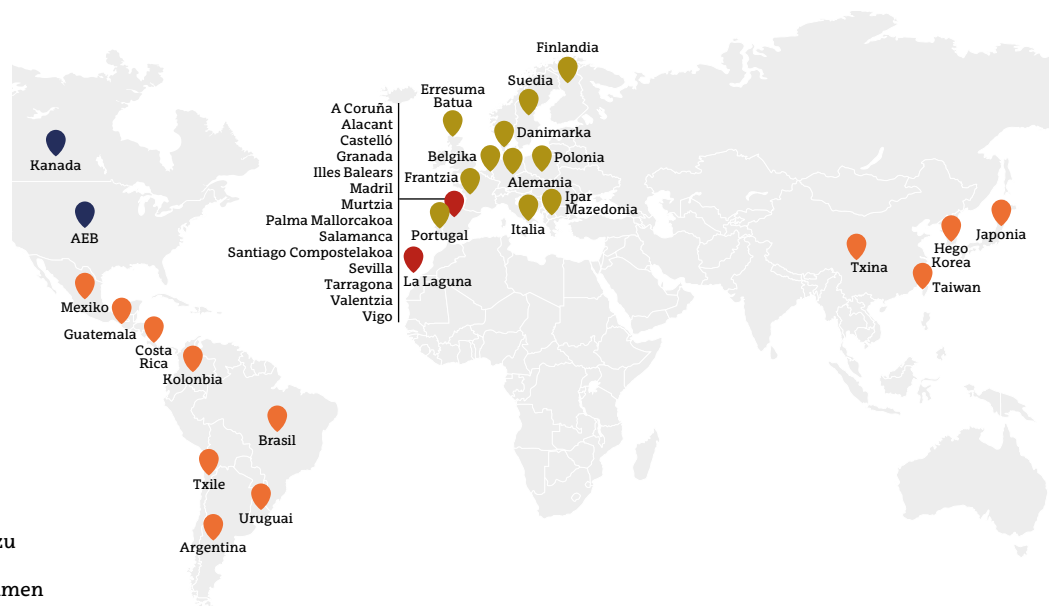 Finlandia
Suedia
Erresuma
Batua
A Coruña
Alacant
Castelló
Granada
Illes Balears
Madril
Murtzia
Palma Mallorcakoa
Salamanca
Santiago Compostelakoa
Sevilla
Tarragona
Valentzia
Vigo
Danimarka
Belgika
Polonia
Frantzia
Alemania
Ipar
Mazedonia
Italia
Portugal
La Laguna
Kanada
AEB
Mexiko
Guatemala
Costa
Rica
Kolonbia
Brasil
Txile
Uruguai
Argentina
Japonia
Hego
Korea
Txina
Taiwan